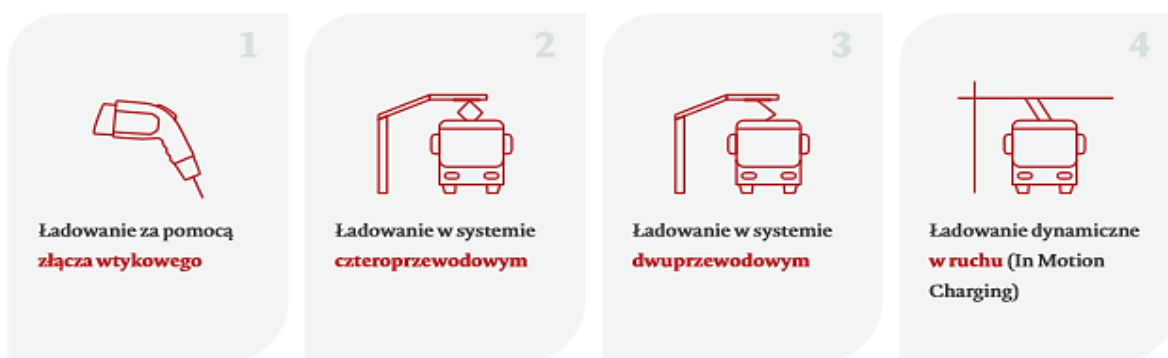 1
Ładowanie za pomocą
złącza wtykowego
2
Ładowanie w systemie
czteroprzewodowym
3
Ładowanie w systemie
dwuprzewodowym
4
Ładowanie dynamiczne
w ruchu (In Motion
Charging)